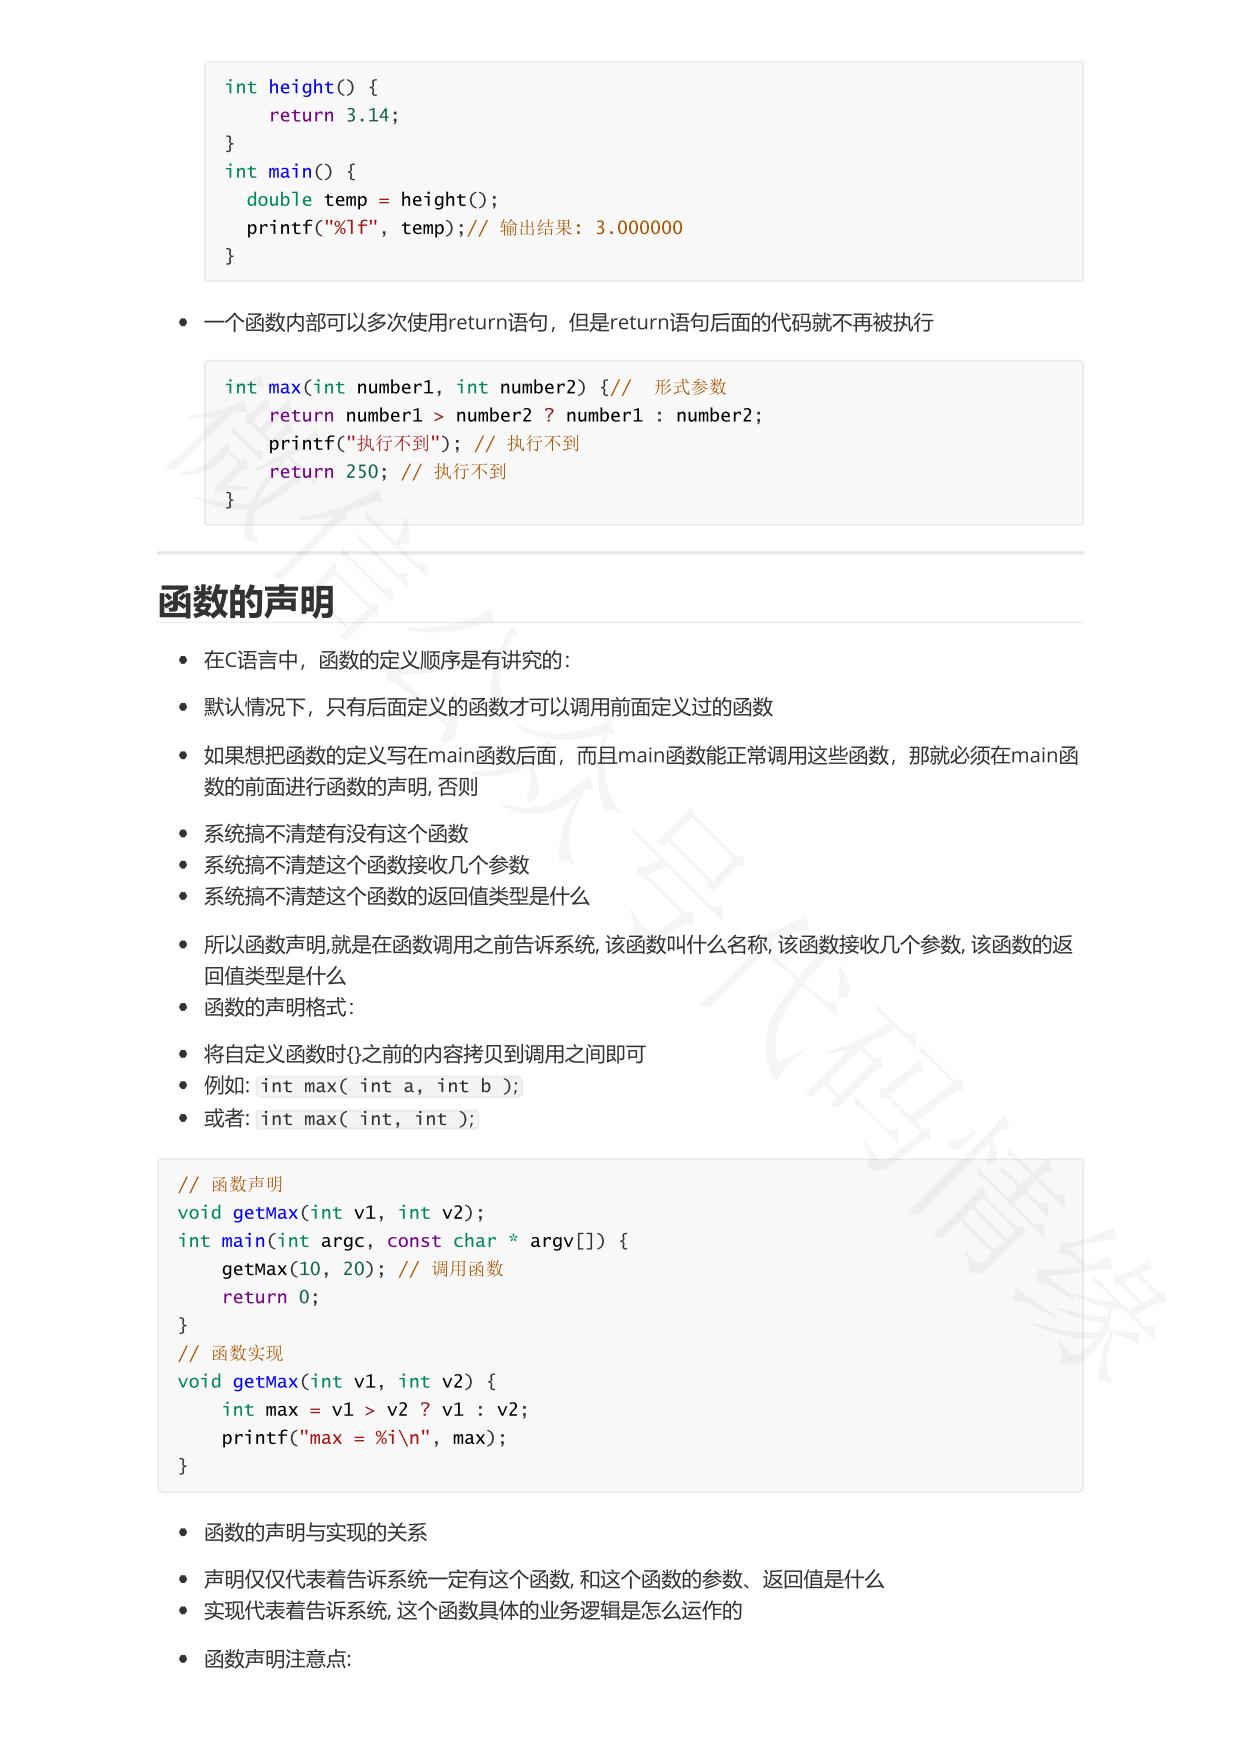 int height() {
    return 3.14;
}
int main() {
  double temp = height();
  printf("%lf", temp);// 输出结果: 3.000000
}
一个函数内部可以多次使用return语句，但是return语句后面的代码就不再被执行
int max(int number1, int number2) {//  形式参数
    return number1 > number2 ? number1 : number2;
    printf("执行不到"); // 执行不到
    return 250; // 执行不到
}
函数的声明
在C语言中，函数的定义顺序是有讲究的：
默认情况下，只有后面定义的函数才可以调用前面定义过的函数
如果想把函数的定义写在main函数后面，而且main函数能正常调用这些函数，那就必须在main函
数的前面进行函数的声明, 否则
系统搞不清楚有没有这个函数
系统搞不清楚这个函数接收几个参数
系统搞不清楚这个函数的返回值类型是什么
所以函数声明,就是在函数调用之前告诉系统, 该函数叫什么名称, 该函数接收几个参数, 该函数的返
回值类型是什么
函数的声明格式：
将自定义函数时{}之前的内容拷贝到调用之间即可
例如: int max( int a, int b );
或者: int max( int, int );
// 函数声明
void getMax(int v1, int v2);
int main(int argc, const char * argv[]) {
    getMax(10, 20); // 调用函数
    return 0;
}
// 函数实现
void getMax(int v1, int v2) {
    int max = v1 > v2 ? v1 : v2;
    printf("max = %i\n", max);
}
函数的声明与实现的关系
声明仅仅代表着告诉系统一定有这个函数, 和这个函数的参数、返回值是什么
实现代表着告诉系统, 这个函数具体的业务逻辑是怎么运作的
函数声明注意点:
微信公众号代码情缘